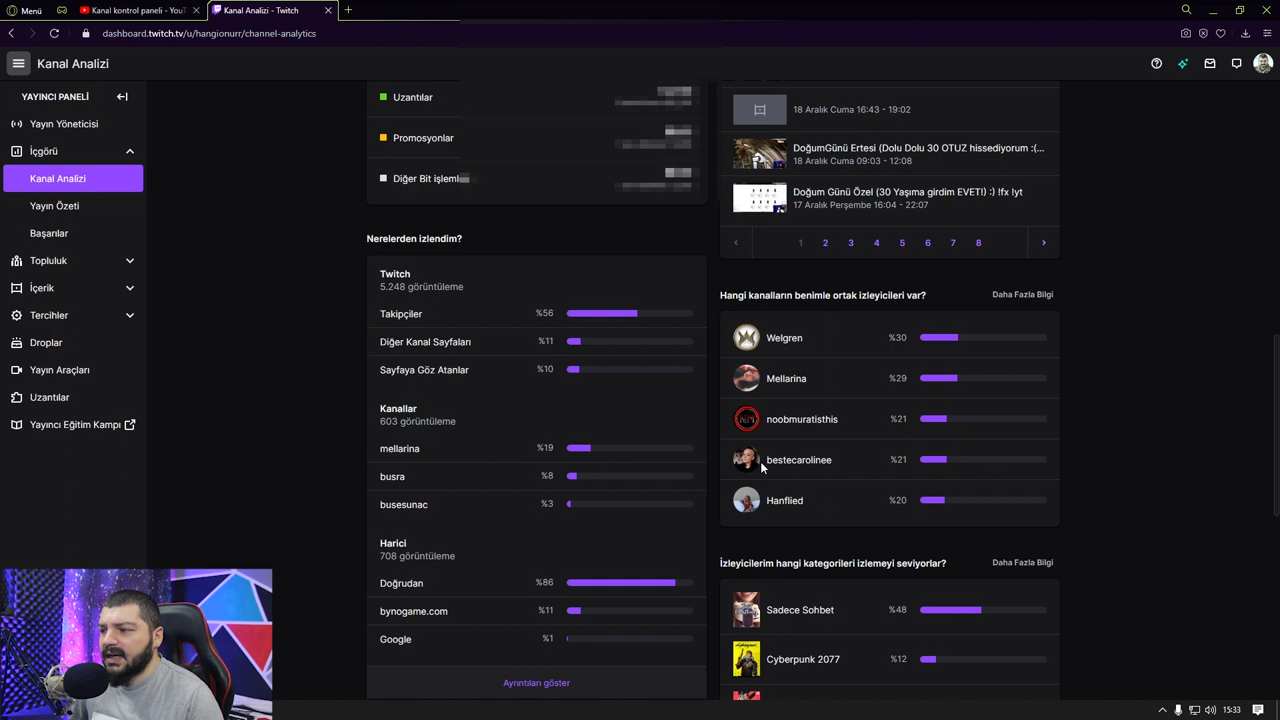 Menü
Kanal kontrol paneli - YouT
Kanal Analizi - Twitch
dashboard.twitch.tv/u/hangionurr/channel-analytics
Kanal Analizi
YAYINCI PANELİ
Yayın Yöneticisi
İçgörü
Kanal Analizi
Yayın Özeti
Başarılar
Topluluk
İçerik
Tercihler
Droplar
Yayın Araçları
Uzantılar
Yayıncı Eğitim Kampı
Uzantılar
Promosyonlar
Diğer Bit işleml
Nerelerden izlendim?
Twitch
5.248 görüntüleme
Takipçiler %56
Diğer Kanal Sayfaları %11
Sayfaya Göz Atanlar %10
Kanallar
603 görüntüleme
mellarina %19
busra %8
busesunac %3
Harici
708 görüntüleme
Doğrudan %86
bynogame.com %11
Google %1
Ayrıntıları göster
18 Aralık Cuma 16:43 - 19:02
DoğumGünü Ertesi (Dolu Dolu 30 OTUZ hissediyorum :(...
18 Aralık Cuma 09:03 - 12:08
Doğum Günü Özel (30 Yaşıma girdim EVET!) :) !fx !yt
17 Aralık Perşembe 16:04 - 22:07
1 2 3 4 5 6 7 8
Hangi kanalların benimle ortak izleyicileri var? Daha Fazla Bilgi
Welgren %30
Mellarina %29
noobmuratisthis %21
bestecarolinee %21
Hanflied %20
İzleyicilerim hangi kategorileri izlemeyi seviyorlar? Daha Fazla Bilgi
Sadece Sohbet %48
Cyberpunk 2077 %12
15:33